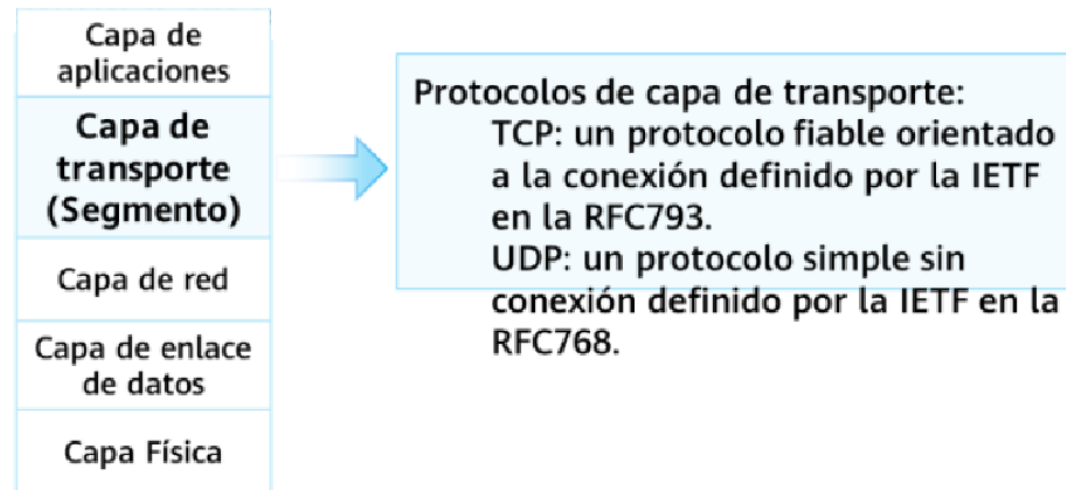 Capa de
aplicaciones
Capa de
transporte
(Segmento)
Capa de red
Capa de enlace
de datos
Capa Física
Protocolos de capa de transporte:
TCP: un protocolo fiable orientado
a la conexión definido por la IETF
en la RFC793.
UDP: un protocolo simple sin
conexión definido por la IETF en la
RFC768.